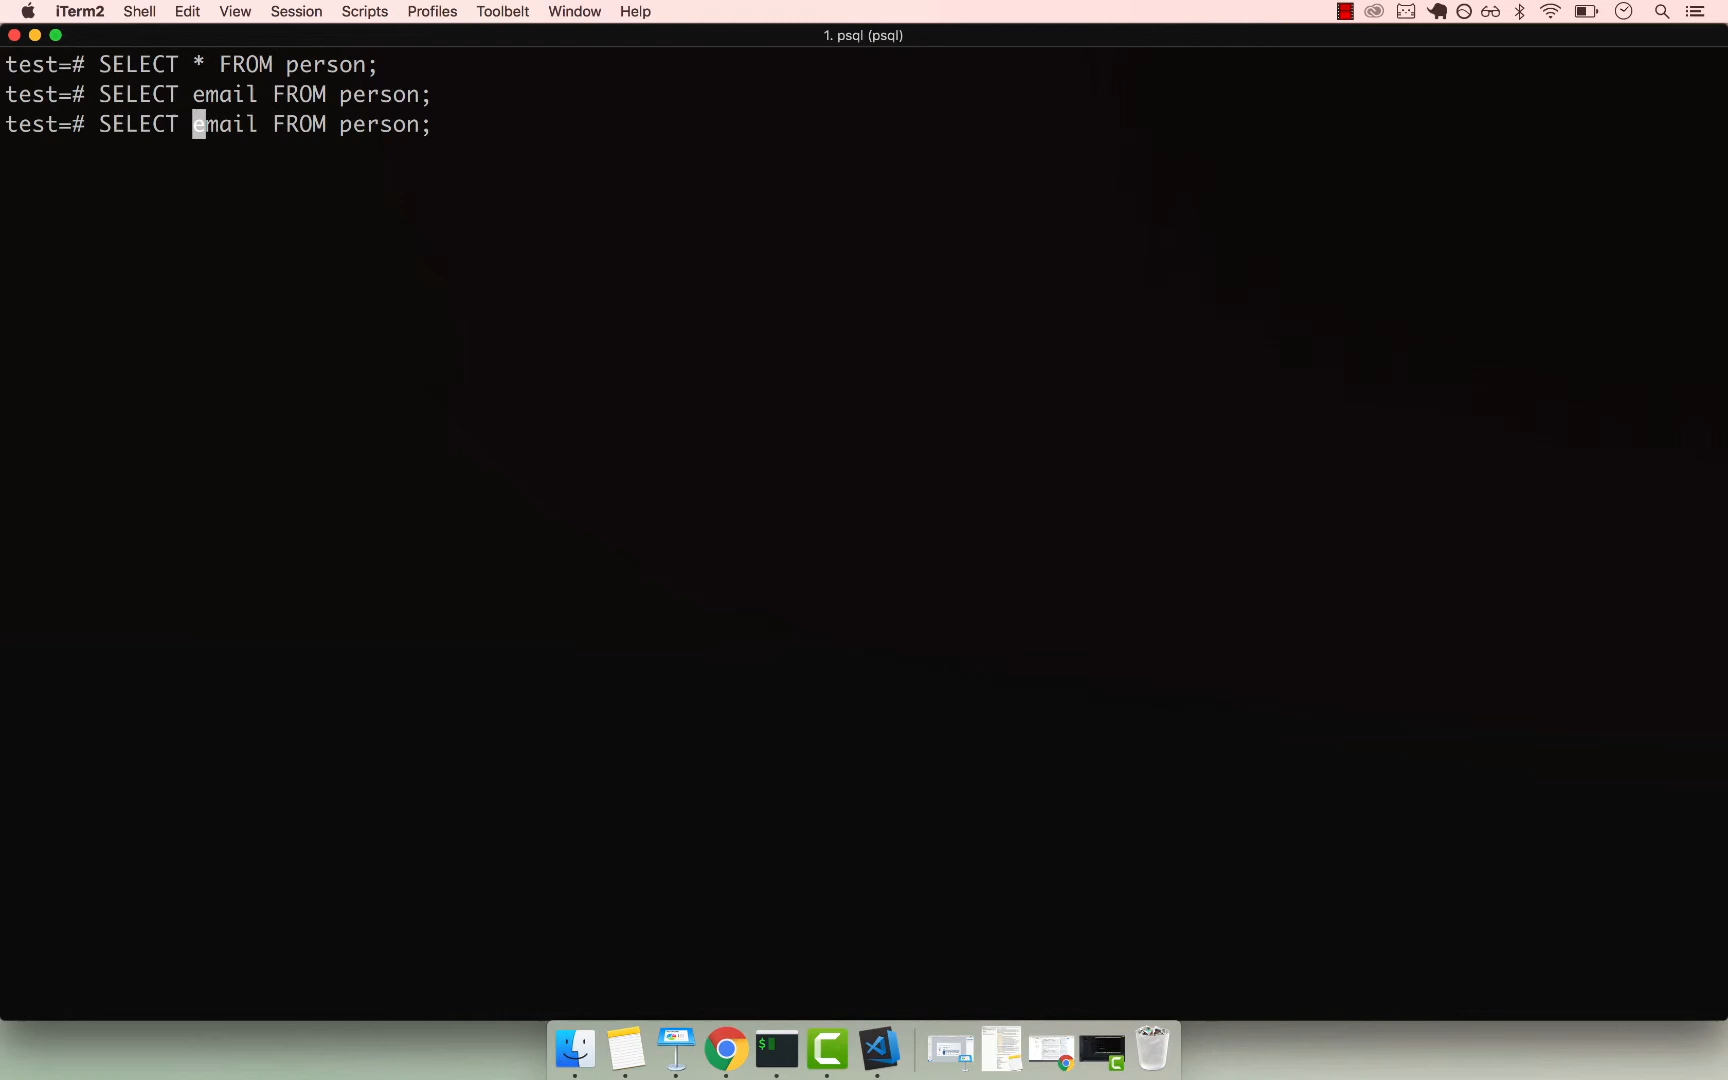 iTerm2 Shell Edit View Session Scripts Profiles Toolbelt Window Help
1. psql (psql)
test=# SELECT * FROM person;
test=# SELECT email FROM person;
test=# SELECT email FROM person;
$